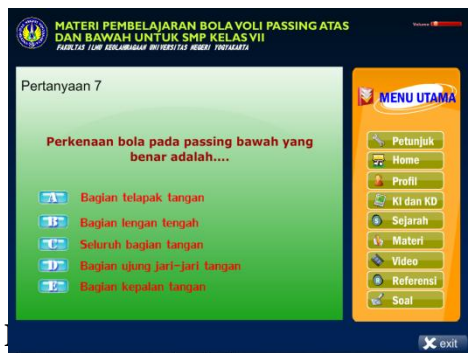 MATERI PEMBELAJARAN BOLA VOLI PASSING ATAS
DAN BAWAH UNTUK SMP KELAS VII
FAKULTAS ILMU KEOLAHRAGAAN UNIVERSITAS NEGERI YOGYAKARTA
Volume
Pertanyaan 7
Perkenaan bola pada passing bawah yang
benar adalah....
A Bagian telapak tangan
B Bagian lengan tengah
C Seluruh bagian tangan
D Bagian ujung jari-jari tangan
E Bagian kepalan tangan
MENU UTAMA
Petunjuk
Home
Profil
KI dan KD
Sejarah
Materi
Video
Referensi
Soal
exit